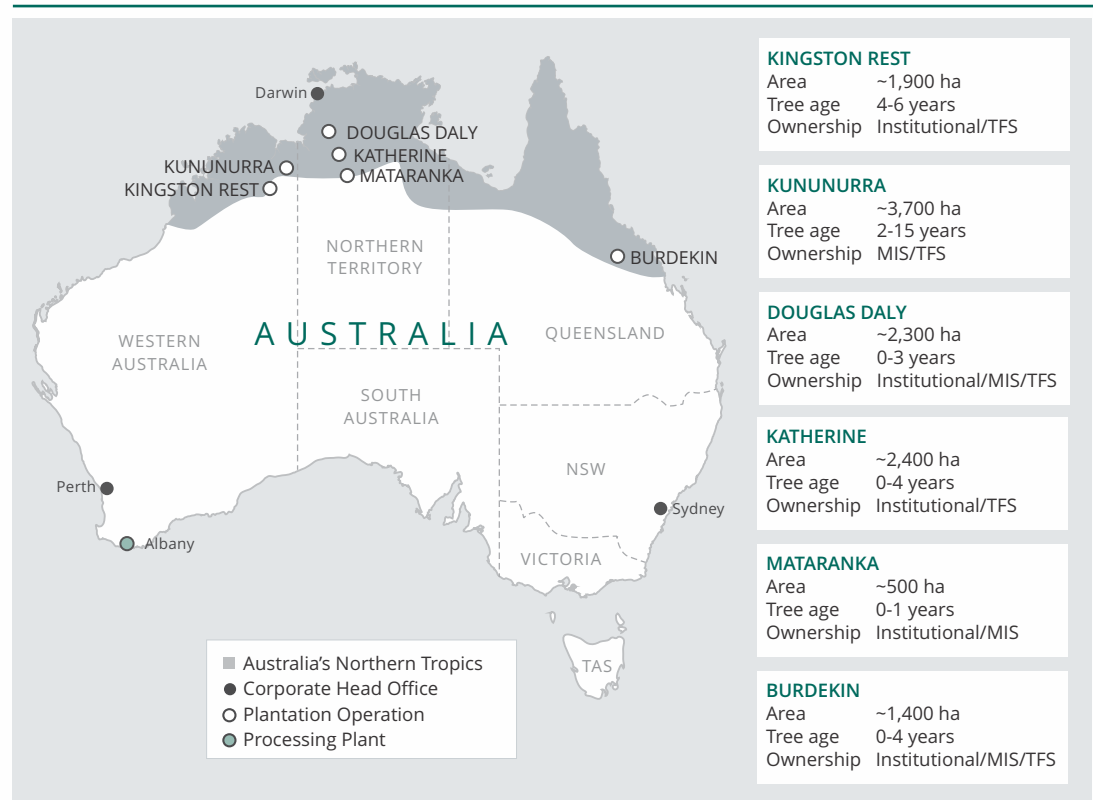 Darwin
DOUGLAS DALY
KATHERINE
KUNUNURRA
MATARANKA
KINGSTON REST
NORTHERN
TERRITORY
BURDEKIN
AUSTRALIA
WESTERN
AUSTRALIA
QUEENSLAND
SOUTH
AUSTRALIA
NSW
Perth
Sydney
Albany
VICTORIA
TAS
Australia's Northern Tropics
Corporate Head Office
Plantation Operation
Processing Plant
KINGSTON REST
Area ~1,900 ha
Tree age 4-6 years
Ownership Institutional/TFS
KUNUNURRA
Area ~3,700 ha
Tree age 2-15 years
Ownership MIS/TFS
DOUGLAS DALY
Area ~2,300 ha
Tree age 0-3 years
Ownership Institutional/MIS/TFS
KATHERINE
Area ~2,400 ha
Tree age 0-4 years
Ownership Institutional/TFS
MATARANKA
Area ~500 ha
Tree age 0-1 years
Ownership Institutional/MIS
BURDEKIN
Area ~1,400 ha
Tree age 0-4 years
Ownership Institutional/MIS/TFS